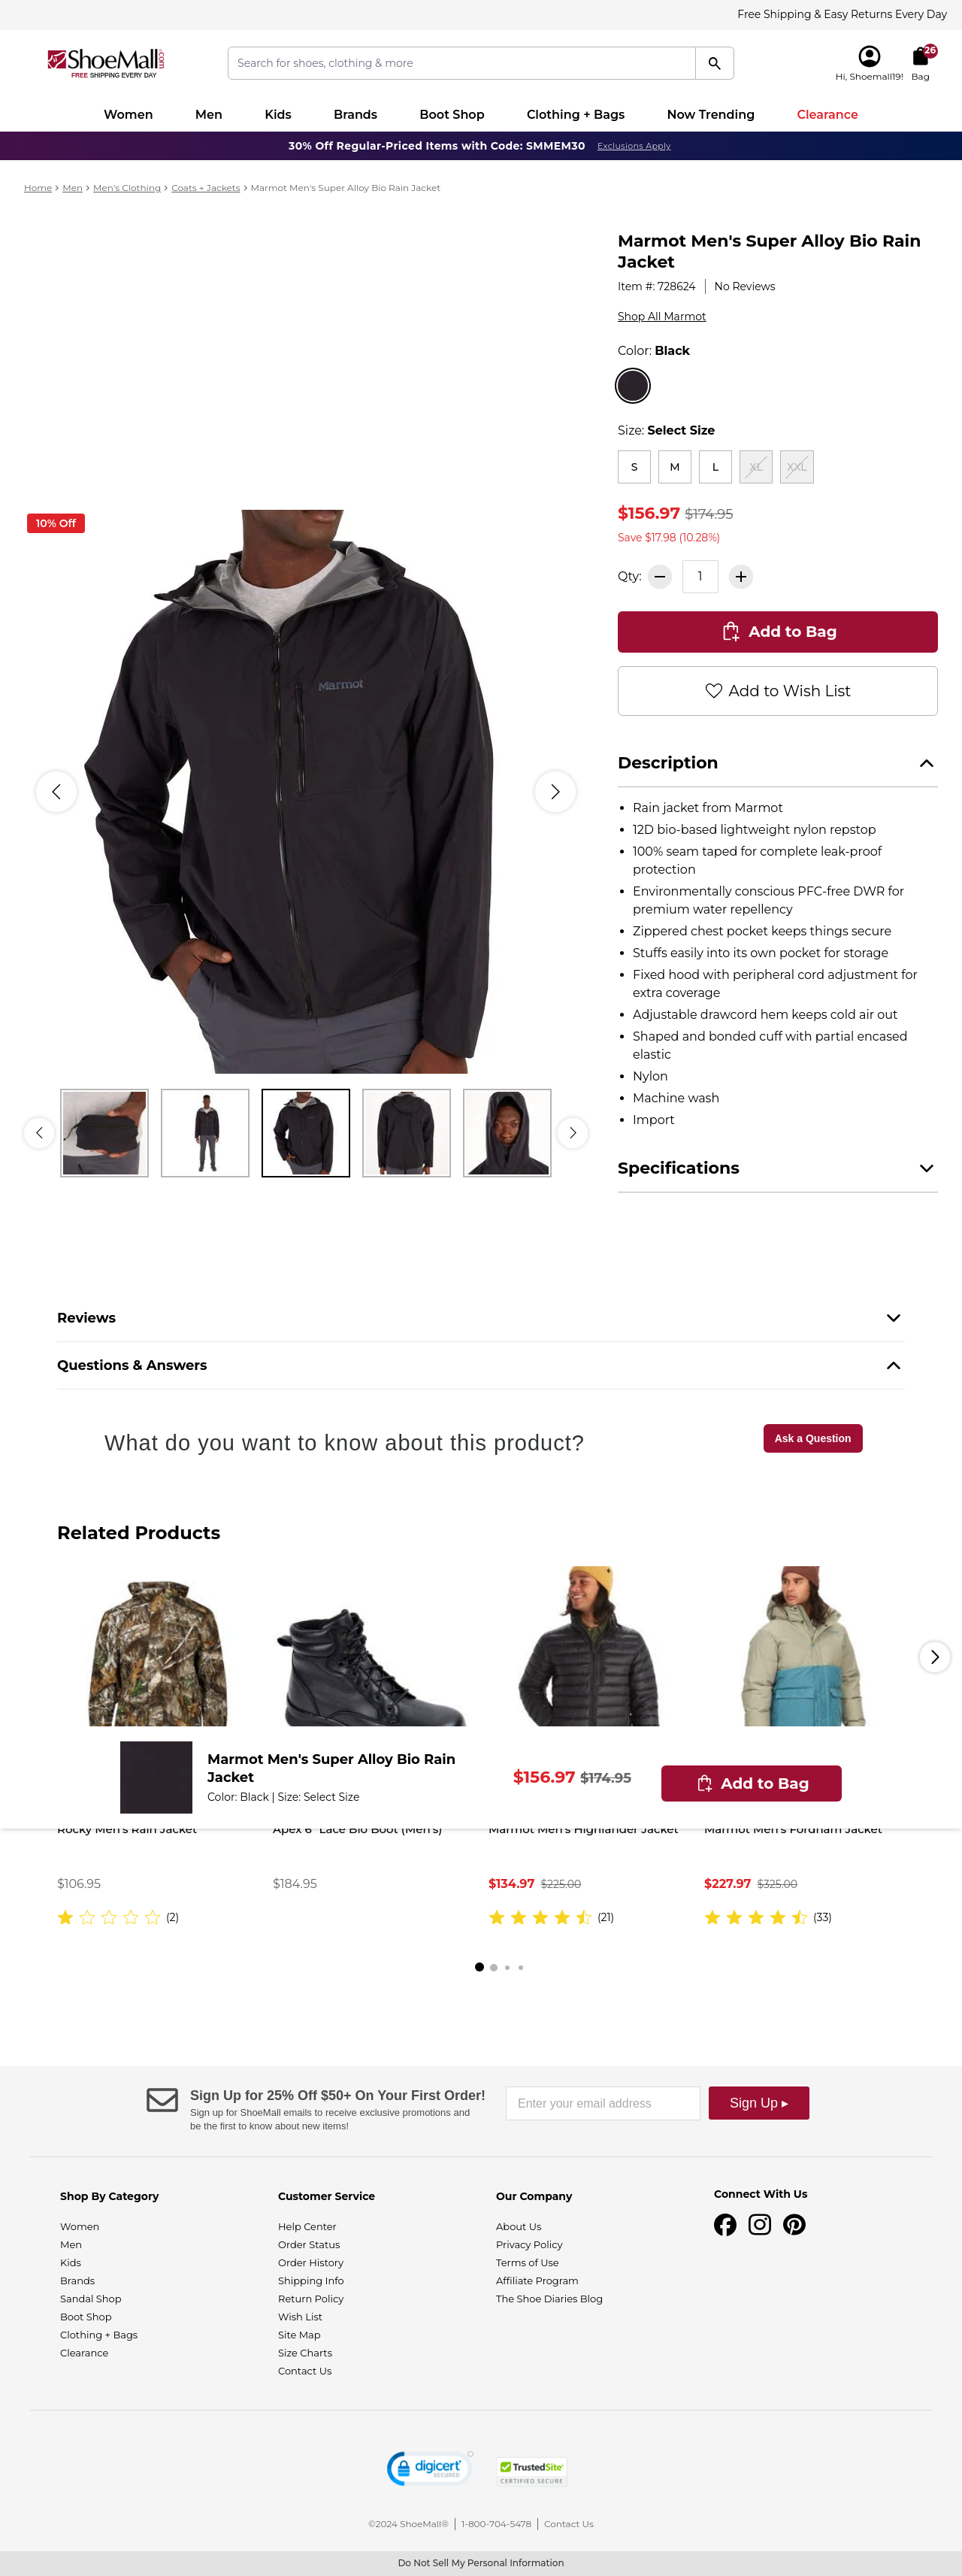 Free Shipping & Easy Returns Every Day
ShoeMall.com
FREE SHIPPING EVERY DAY
Search for shoes, clothing & more
26
Hi, Shoemall19!
Bag
Women
Men
Kids
Brands
Boot Shop
Clothing + Bags
Now Trending
Clearance
30% Off Regular-Priced Items with Code: SMMEM30 Exclusions Apply
Home > Men > Men's Clothing > Coats + Jackets > Marmot Men's Super Alloy Bio Rain Jacket
Marmot Men's Super Alloy Bio Rain
Jacket
Item #: 728624 | No Reviews
Shop All Marmot
Color: Black
Size: Select Size
S
M
L
XL
XXL
$156.97 $174.95
Save $17.98 (10.28%)
Qty:
1
Add to Bag
Add to Wish List
10% Off
Marmot
Description
Rain jacket from Marmot
12D bio-based lightweight nylon repstop
100% seam taped for complete leak-proof
protection
Environmentally conscious PFC-free DWR for
premium water repellency
Zippered chest pocket keeps things secure
Stuffs easily into its own pocket for storage
Fixed hood with peripheral cord adjustment for
extra coverage
Adjustable drawcord hem keeps cold air out
Shaped and bonded cuff with partial encased
elastic
Nylon
Machine wash
Import
Specifications
Reviews
Questions & Answers
What do you want to know about this product?
Ask a Question
Related Products
Marmot Men's Super Alloy Bio Rain
Jacket
Color: Black | Size: Select Size
$156.97 $174.95
Add to Bag
Rocky Men's Rain Jacket
Apex 6" Lace Bio Boot (Men's)
Marmot Men's Highlander Jacket
Marmot Men's Fordham Jacket
$106.95
$184.95
$134.97 $225.00
$227.97 $325.00
(2)
(21)
(33)
Sign Up for 25% Off $50+ On Your First Order!
Sign up for ShoeMall emails to receive exclusive promotions and
be the first to know about new items!
Enter your email address
Sign Up ▸
Shop By Category
Women
Men
Kids
Brands
Sandal Shop
Boot Shop
Clothing + Bags
Clearance
Customer Service
Help Center
Order Status
Order History
Shipping Info
Return Policy
Wish List
Site Map
Size Charts
Contact Us
Our Company
About Us
Privacy Policy
Terms of Use
Affiliate Program
The Shoe Diaries Blog
Connect With Us
digicert
SECURED
TrustedSite
CERTIFIED SECURE
©2024 ShoeMall® | 1-800-704-5478 | Contact Us
Do Not Sell My Personal Information